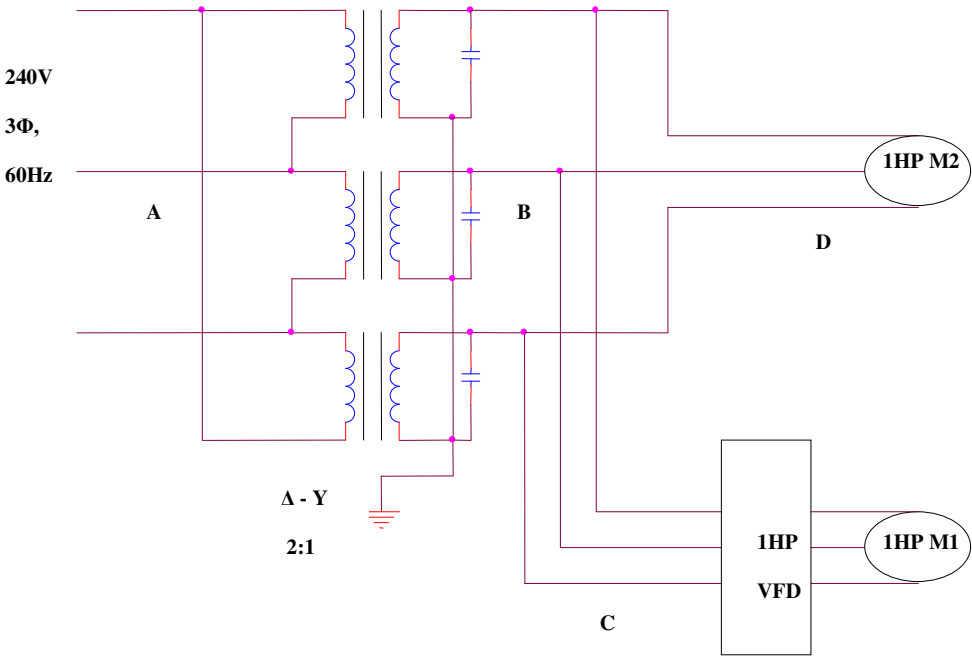 240V
3Φ,
60Hz
A
B
1HP M2
D
Δ - Y
2:1
1HP
VFD
1HP M1
C